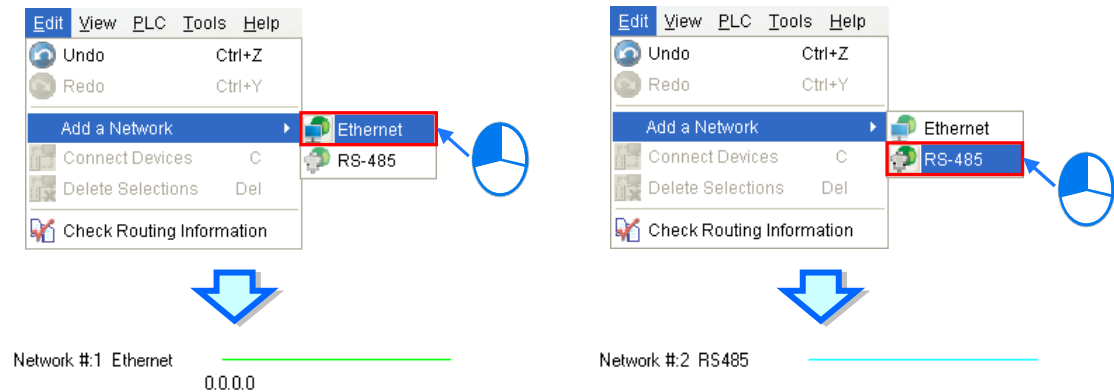 Edit View PLC Tools Help
Undo Ctrl+Z
Redo Ctrl+Y
Add a Network
Ethernet
Connect Devices C
RS-485
Delete Selections Del
Check Routing Information
Network #:1 Ethernet
0.0.0.0
Edit View PLC Tools Help
Undo Ctrl+Z
Redo Ctrl+Y
Add a Network
Ethernet
Connect Devices C
RS-485
Delete Selections Del
Check Routing Information
Network #:2 RS485